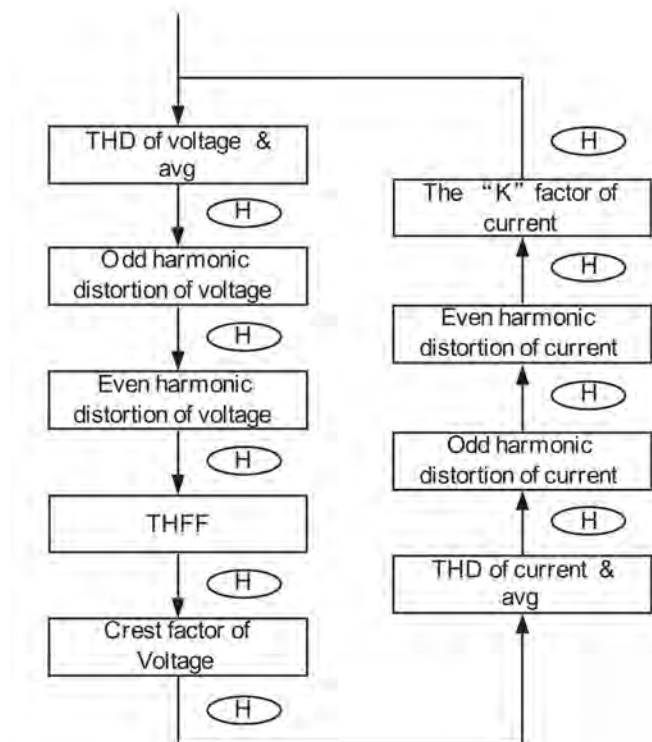 THD of voltage &
avg
H
Odd harmonic
distortion of voltage
H
Even harmonic
distortion of voltage
H
THFF
H
Crest factor of
Voltage
H
THD of current &
avg
H
Odd harmonic
distortion of current
H
Even harmonic
distortion of current
H
The “K” factor of
current
H